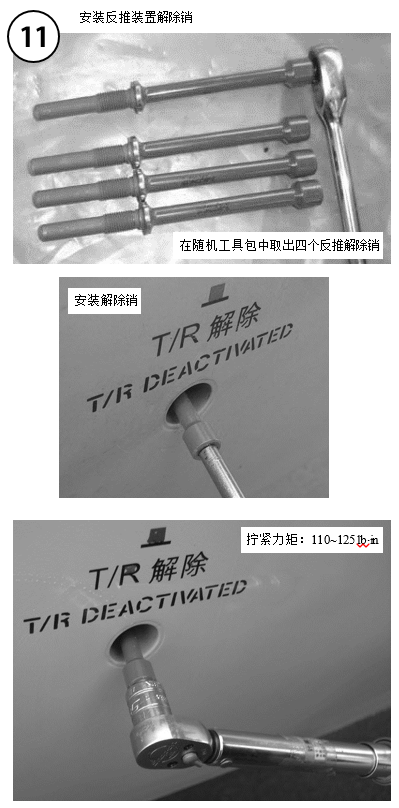 11
安装反推装置解除销
在随机工具包中取出四个反推解除销
安装解除销
T/R 解除
T/R DEACTIVATED
拧紧力矩：110~125 lb·in
T/R 解除
T/R DEACTIVATED